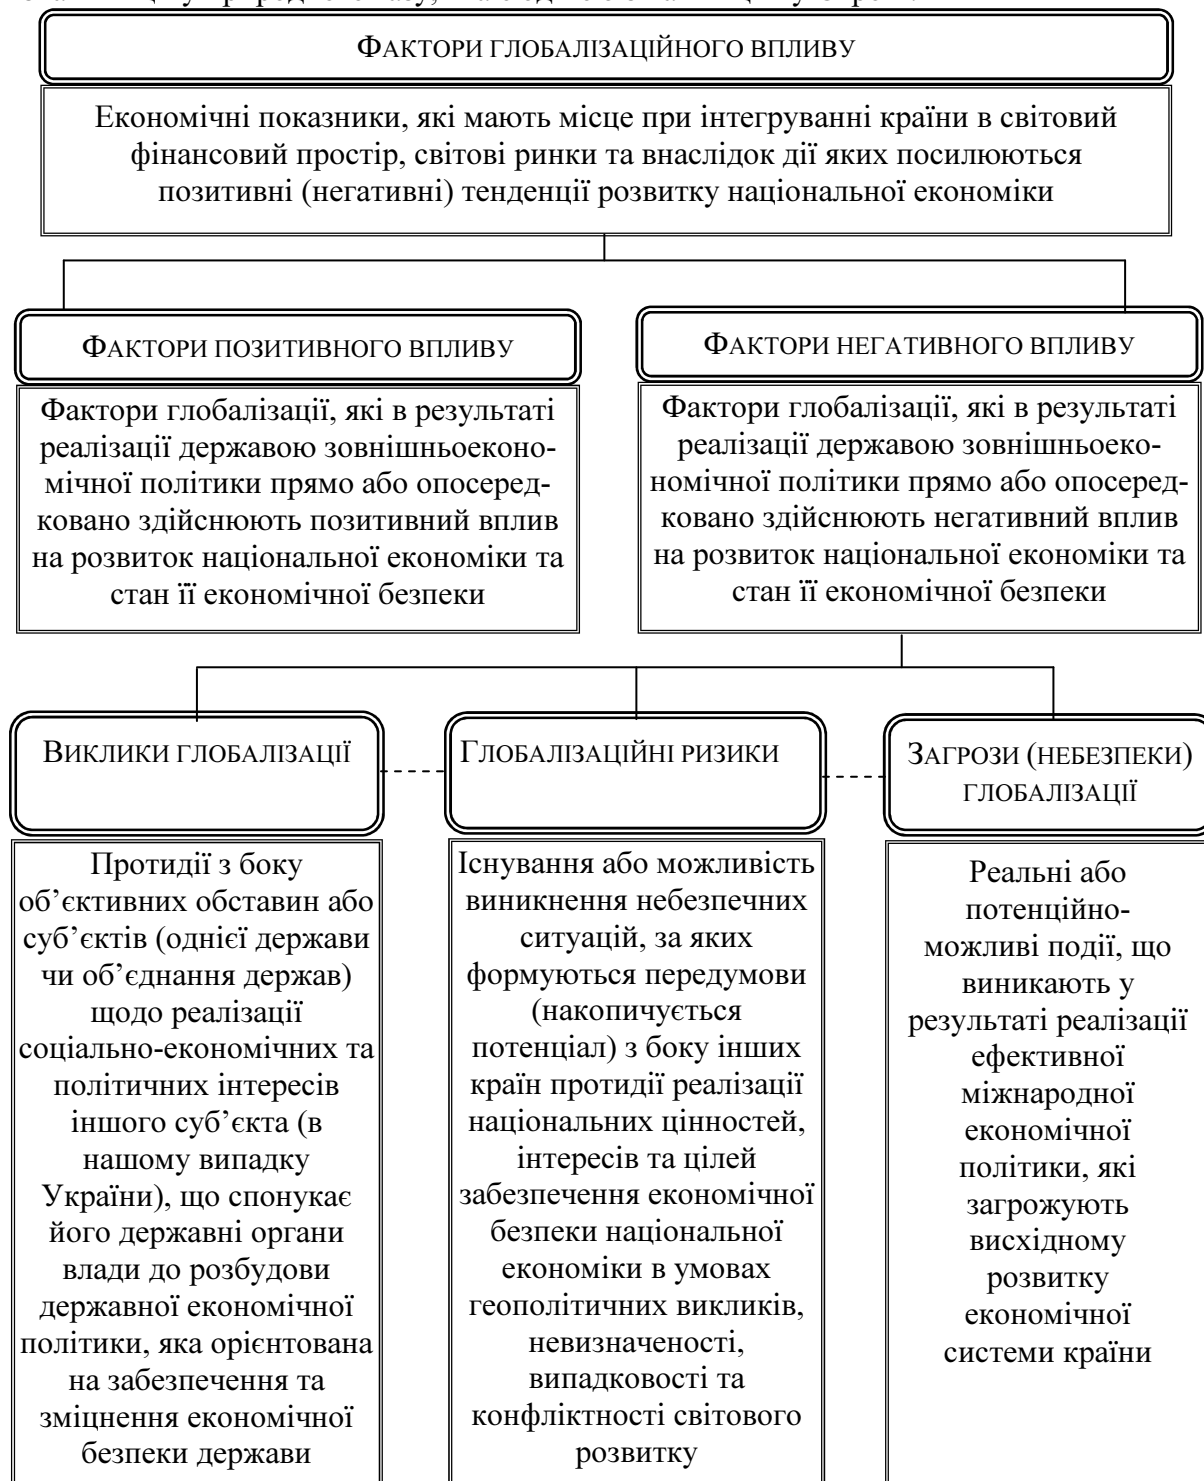 ФАКТОРИ ГЛОБАЛІЗАЦІЙНОГО ВПЛИВУ
Економічні показники, які мають місце при інтегруванні країни в світовий
фінансовий простір, світові ринки та внаслідок дії яких посилюються
позитивні (негативні) тенденції розвитку національної економіки
ФАКТОРИ ПОЗИТИВНОГО ВПЛИВУ
Фактори глобалізації, які в результаті
реалізації державою зовнішньоеконо-
мічної політики прямо або опосеред-
ковано здійснюють позитивний вплив
на розвиток національної економіки та
стан її економічної безпеки
ФАКТОРИ НЕГАТИВНОГО ВПЛИВУ
Фактори глобалізації, які в результаті
реалізації державою зовнішньоеко-
номічної політики прямо або опосеред-
ковано здійснюють негативний вплив
на розвиток національної економіки та
стан її економічної безпеки
ВИКЛИКИ ГЛОБАЛІЗАЦІЇ
Протидії з боку
об’єктивних обставин або
суб’єктів (однієї держави
чи об’єднання держав)
щодо реалізації
соціально-економічних та
політичних інтересів
іншого суб’єкта (в
нашому випадку
України), що спонукає
його державні органи
влади до розбудови
державної економічної
політики, яка орієнтована
на забезпечення та
зміцнення економічної
безпеки держави
ГЛОБАЛІЗАЦІЙНІ РИЗИКИ
Існування або можливість
виникнення небезпечних
ситуацій, за яких
формуються передумови
(накопичується
потенціал) з боку інших
країн протидії реалізації
національних цінностей,
інтересів та цілей
забезпечення економічної
безпеки національної
економіки в умовах
геополітичних викликів,
невизначеності,
випадковості та
конфліктності світового
розвитку
ЗАГРОЗИ (НЕБЕЗПЕКИ)
ГЛОБАЛІЗАЦІЇ
Реальні або
потенційно-
можливі події, що
виникають у
результаті реалізації
ефективної
міжнародної
економічної
політики, які
загрожують
висхідному
розвитку
економічної
системи країни